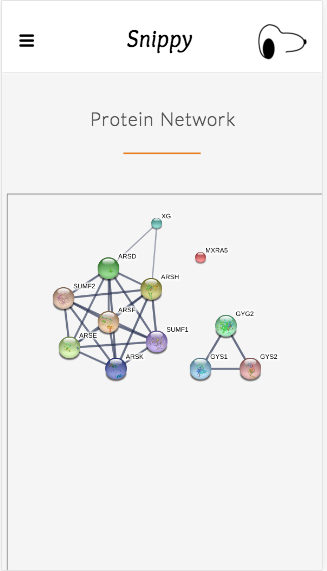 Snippy
Protein Network
XG
MXRA5
ARSD
ARSH
SUMF2
ARSF
GYG2
SUMF1
ARSE
ARSK
GYS1
GYS2